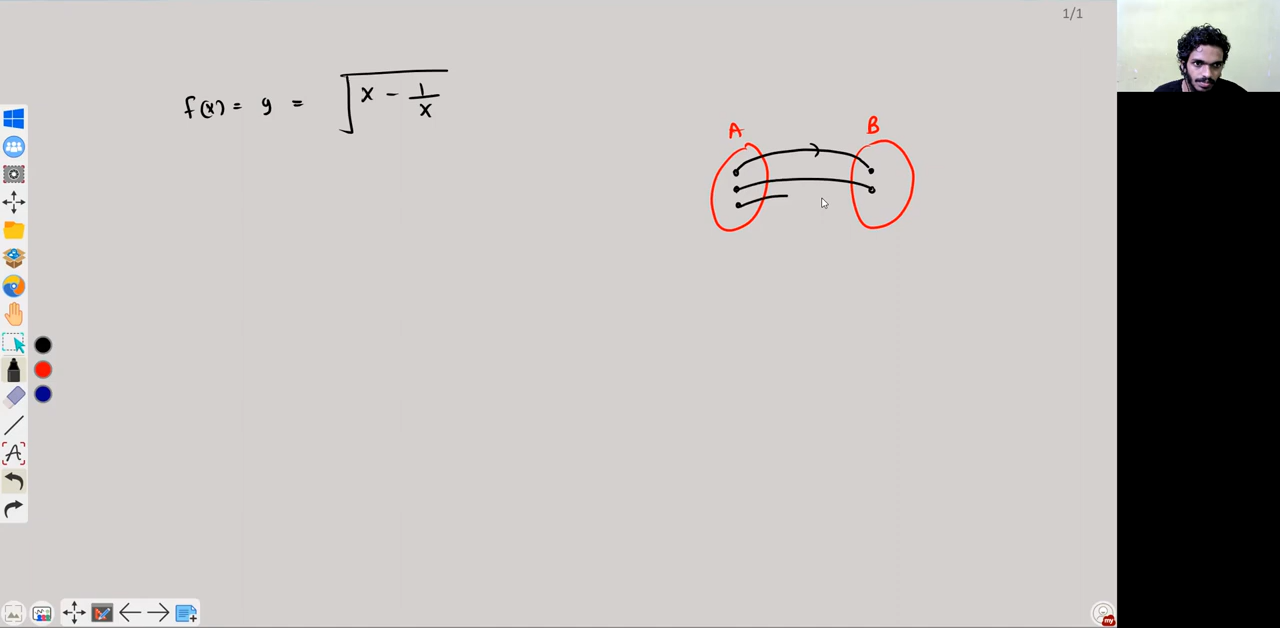 1/1
f(x) = y = √(x - 1/x)
A B